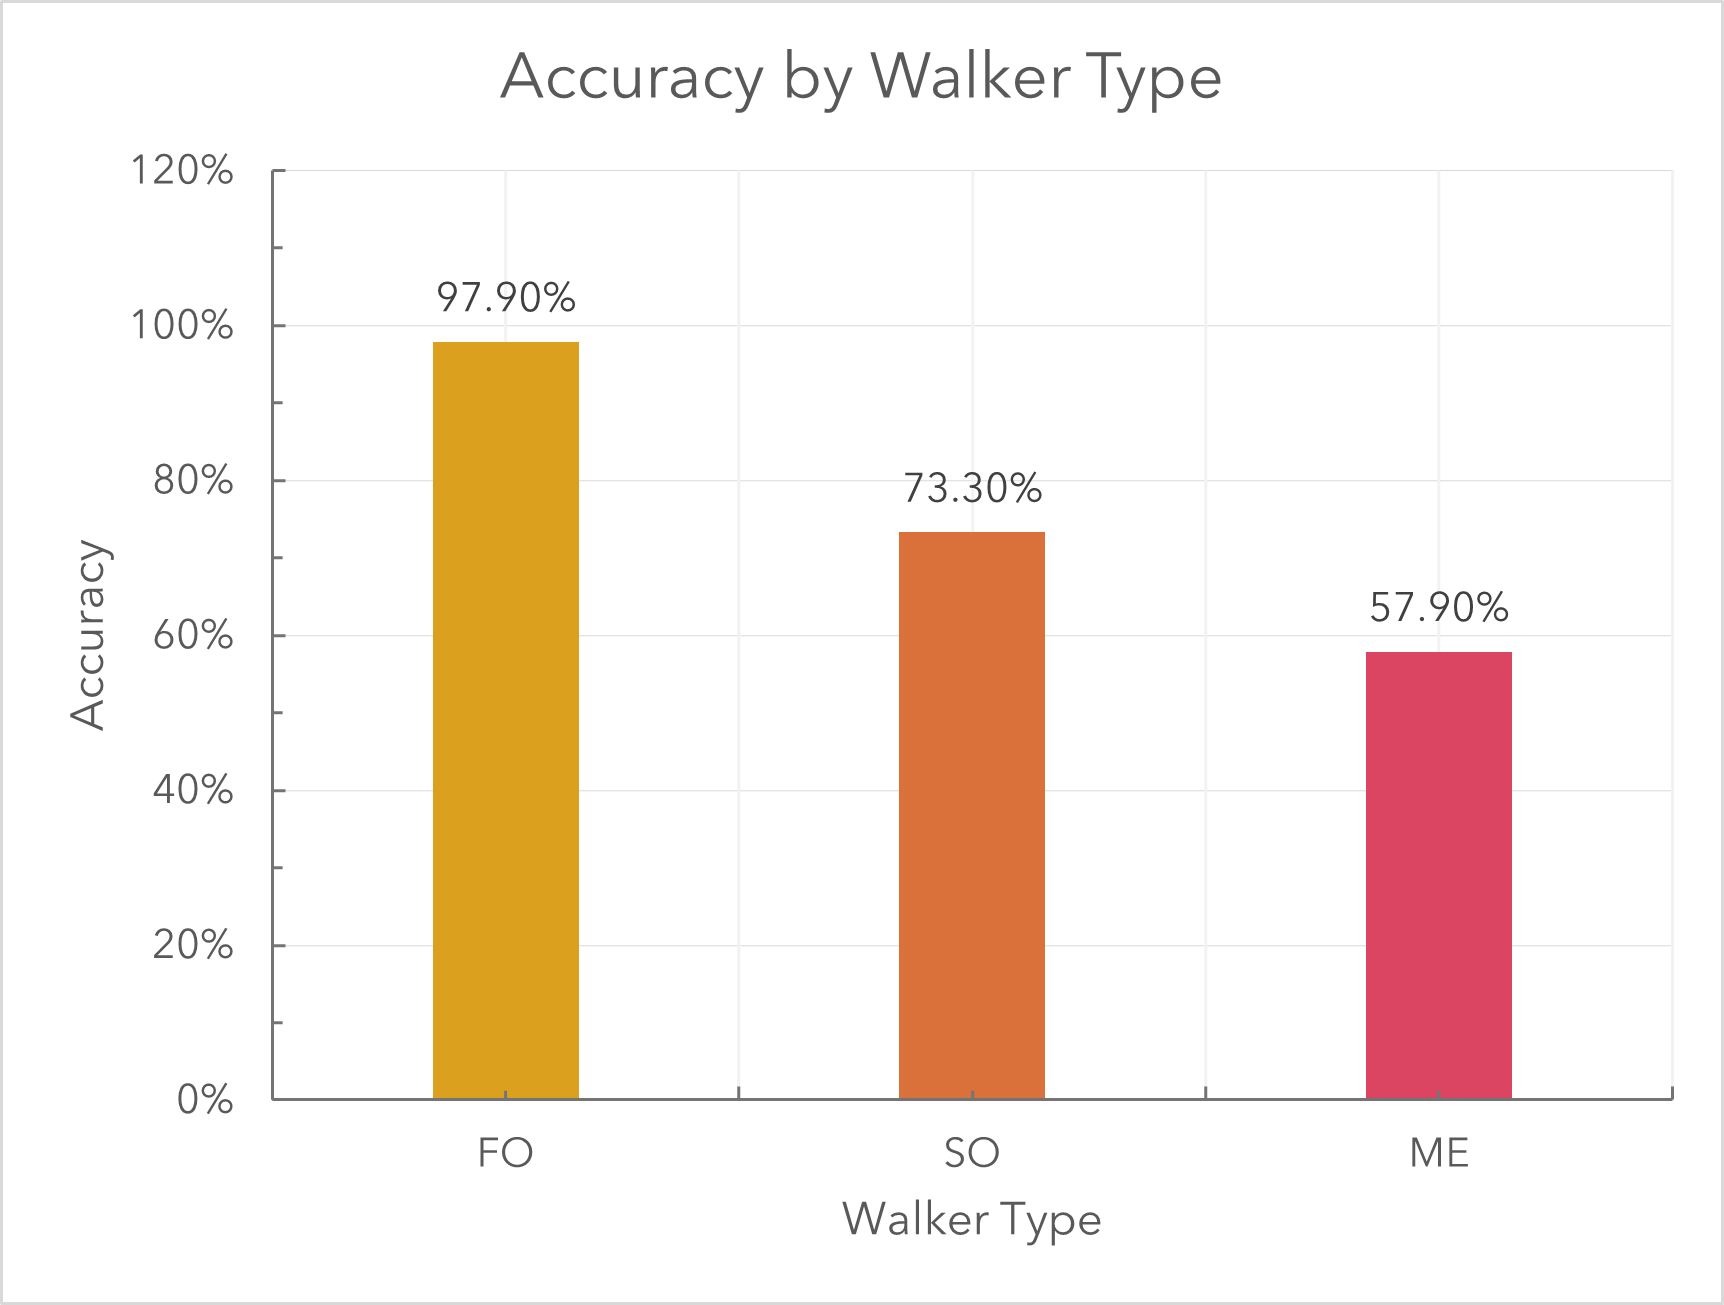 Accuracy by Walker Type
120%
100%
80%
60%
40%
20%
0%
Accuracy
97.90%
73.30%
57.90%
FO
SO
ME
Walker Type